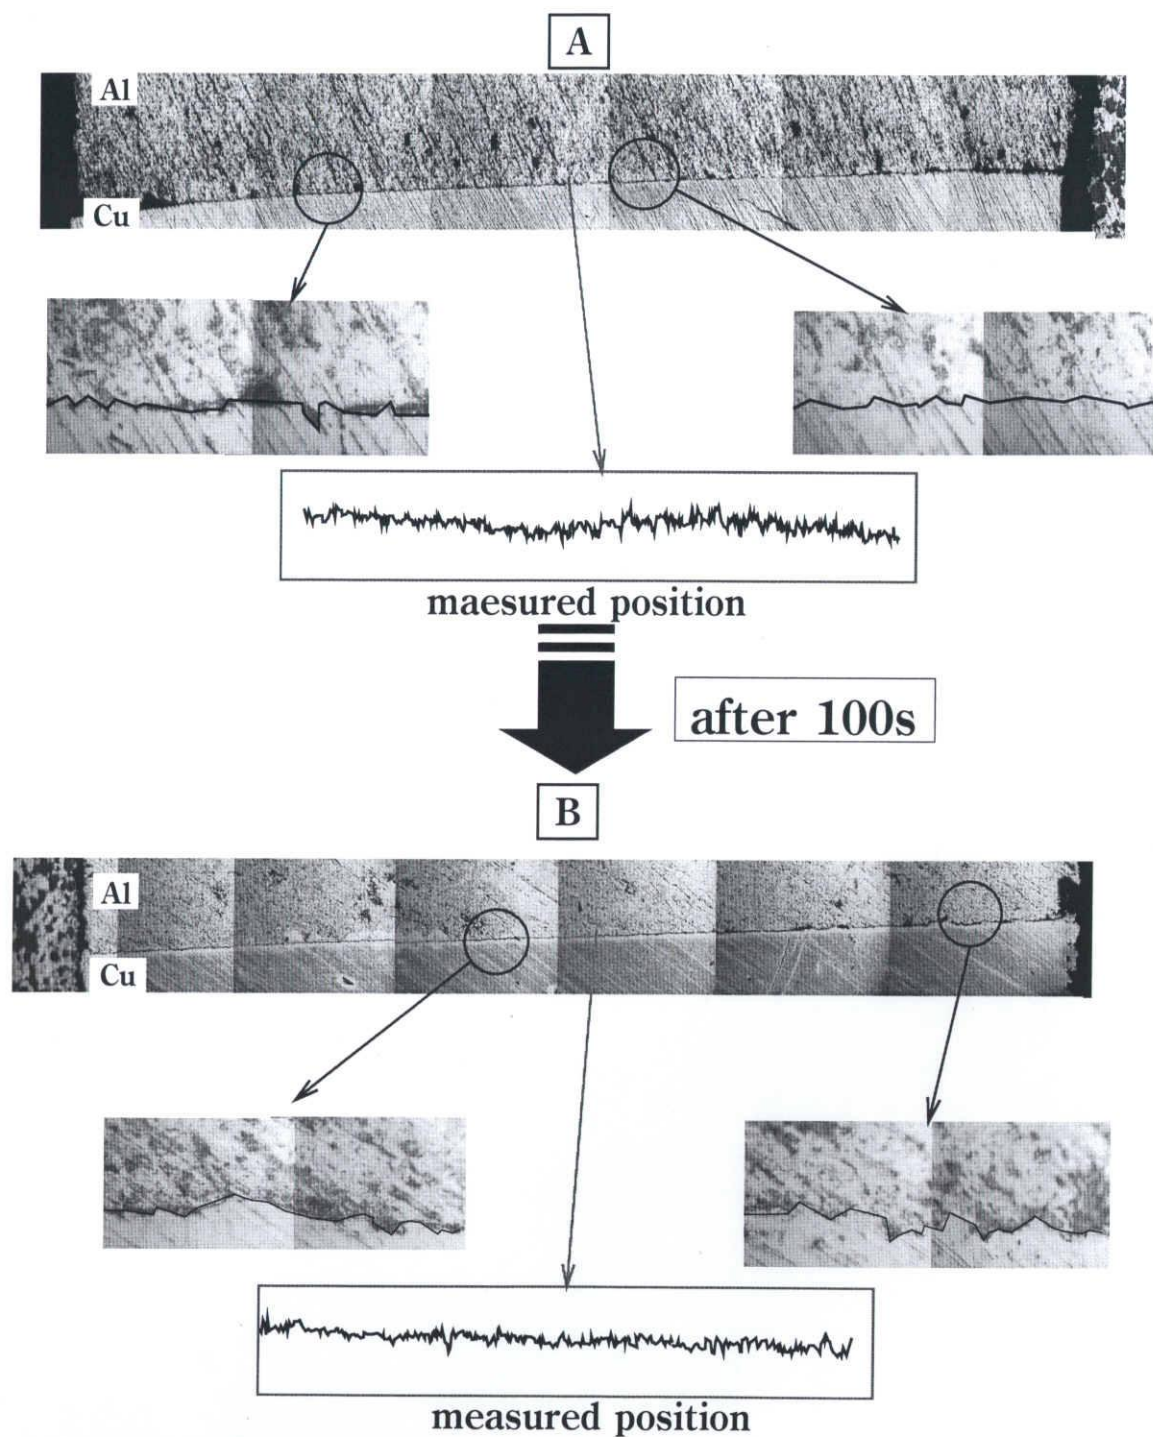 A
Al
Cu
maesured position
after 100s
B
Al
Cu
measured position